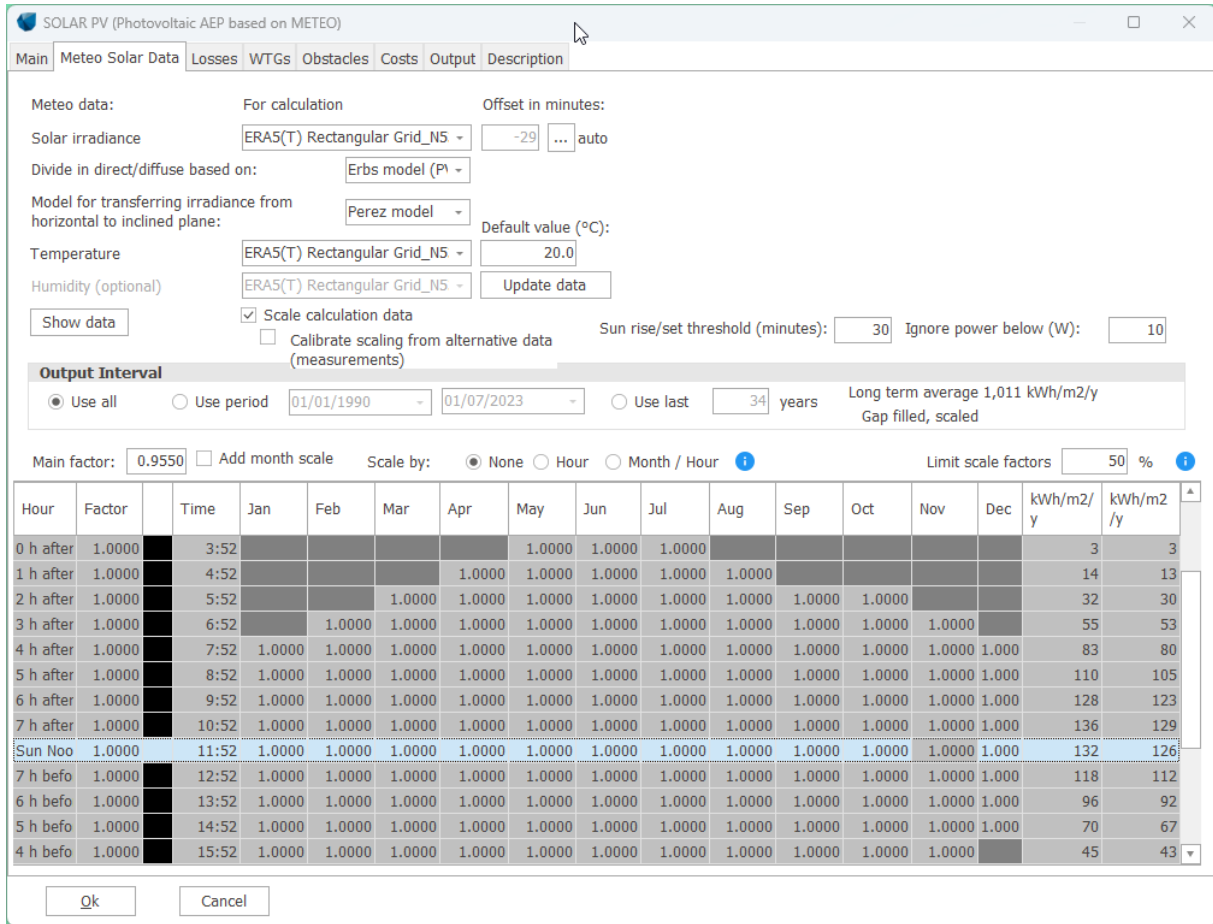 SOLAR PV (Photovoltaic AEP based on METEO)
Main Meteo Solar Data Losses WTGs Obstacles Costs Output Description
Meteo data: For calculation Offset in minutes:
Solar irradiance ERA5(T) Rectangular Grid_N5 -29 ... auto
Divide in direct/diffuse based on: Erbs model (P\
Model for transferring irradiance from
horizontal to inclined plane: Perez model
Default value (°C):
Temperature ERA5(T) Rectangular Grid_N5. 20.0
Humidity (optional) ERA5(T) Rectangular Grid_N5. Update data
Show data Scale calculation data
Calibrate scaling from alternative data
(measurements)
Sun rise/set threshold (minutes): 30 Ignore power below (W): 10
Output Interval
Use all Use period 01/01/1990 01/07/2023 Use last 34 years Long term average 1,011 kWh/m2/y
Gap filled, scaled
Main factor: 0.9550 Add month scale Scale by: None Hour Month / Hour Limit scale factors 50 %
Hour Factor Time Jan Feb Mar Apr May Jun Jul Aug Sep Oct Nov Dec kWh/m2/y kWh/m2/y
0 h after 1.0000 3:52 1.0000 1.0000 1.0000 3 3
1 h after 1.0000 4:52 1.0000 1.0000 1.0000 1.0000 1.0000 14 13
2 h after 1.0000 5:52 1.0000 1.0000 1.0000 1.0000 1.0000 1.0000 1.0000 1.0000 32 30
3 h after 1.0000 6:52 1.0000 1.0000 1.0000 1.0000 1.0000 1.0000 1.0000 1.0000 1.0000 1.0000 55 53
4 h after 1.0000 7:52 1.0000 1.0000 1.0000 1.0000 1.0000 1.0000 1.0000 1.0000 1.0000 1.0000 1.0000 1.000 83 80
5 h after 1.0000 8:52 1.0000 1.0000 1.0000 1.0000 1.0000 1.0000 1.0000 1.0000 1.0000 1.0000 1.0000 1.000 110 105
6 h after 1.0000 9:52 1.0000 1.0000 1.0000 1.0000 1.0000 1.0000 1.0000 1.0000 1.0000 1.0000 1.0000 1.000 128 123
7 h after 1.0000 10:52 1.0000 1.0000 1.0000 1.0000 1.0000 1.0000 1.0000 1.0000 1.0000 1.0000 1.0000 1.000 136 129
Sun Noo 1.0000 11:52 1.0000 1.0000 1.0000 1.0000 1.0000 1.0000 1.0000 1.0000 1.0000 1.0000 1.0000 1.000 132 126
7 h befo 1.0000 12:52 1.0000 1.0000 1.0000 1.0000 1.0000 1.0000 1.0000 1.0000 1.0000 1.0000 1.0000 1.000 118 112
6 h befo 1.0000 13:52 1.0000 1.0000 1.0000 1.0000 1.0000 1.0000 1.0000 1.0000 1.0000 1.0000 1.0000 1.000 96 92
5 h befo 1.0000 14:52 1.0000 1.0000 1.0000 1.0000 1.0000 1.0000 1.0000 1.0000 1.0000 1.0000 1.0000 1.000 70 67
4 h befo 1.0000 15:52 1.0000 1.0000 1.0000 1.0000 1.0000 1.0000 1.0000 1.0000 1.0000 1.0000 1.0000 45 43
Ok Cancel